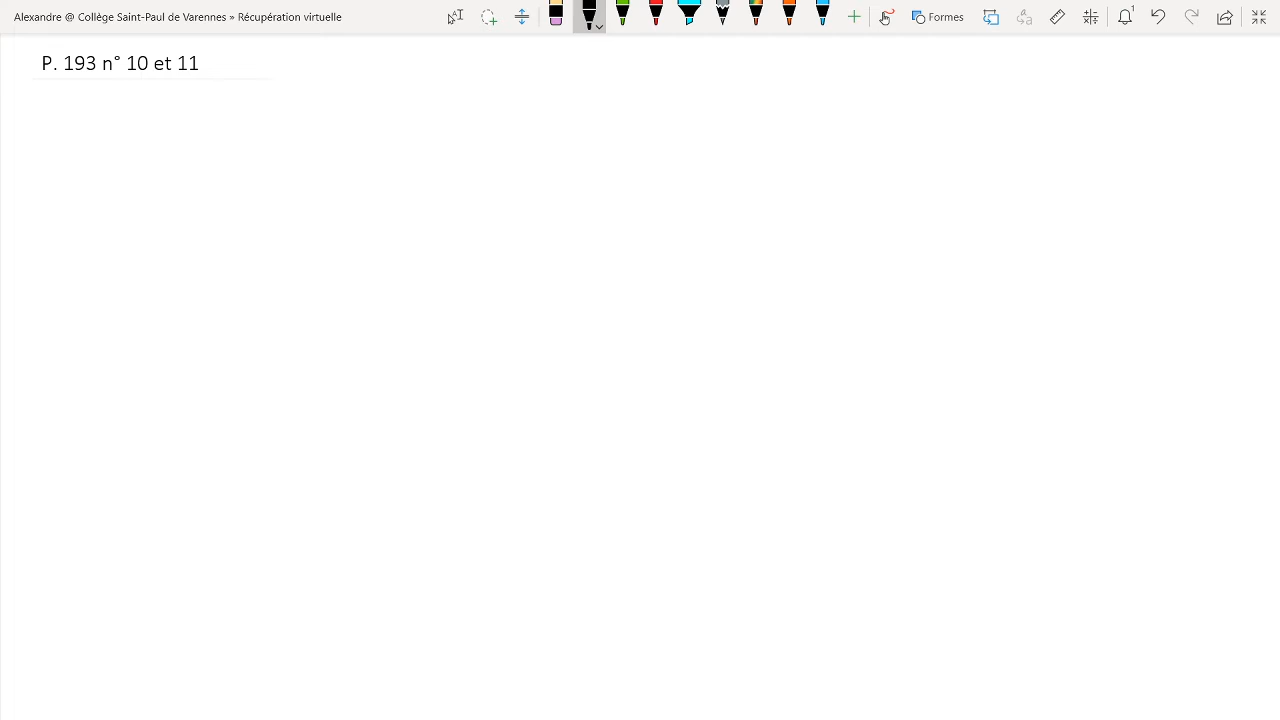 Alexandre @ Collège Saint-Paul de Varennes » Récupération virtuelle
Formes
P. 193 n° 10 et 11